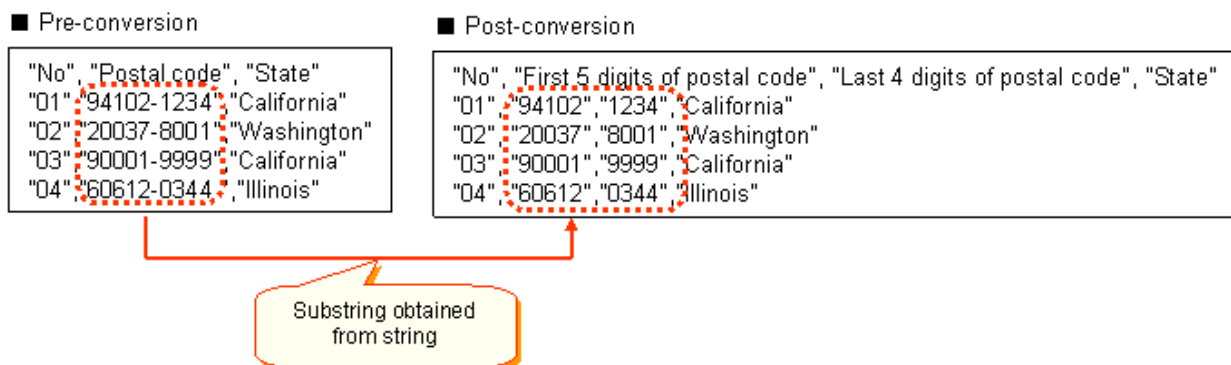 ■ Pre-conversion
"No", "Postal code", "State"
"01","94102-1234","California"
"02","20037-8001","Washington"
"03","90001-9999","California"
"04","60612-0344 ","Illinois"
■ Post-conversion
"No", "First 5 digits of postal code", "Last 4 digits of postal code", "State"
"01","94102","1234","California"
"02","20037","8001","Washington"
"03","90001","9999","California"
"04","60612","0344","Illinois"
Substring obtained
from string